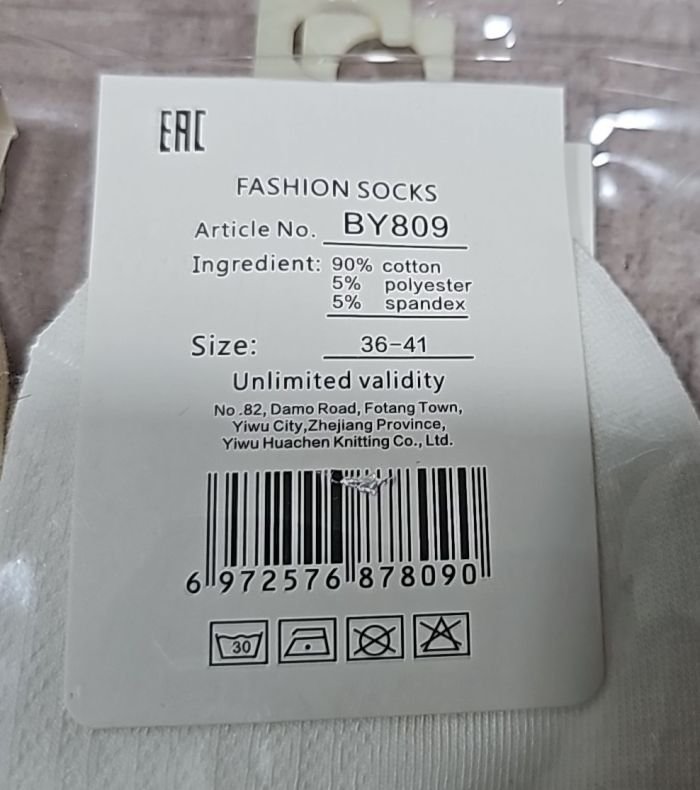 EAC
FASHION SOCKS
Article No. BY809
Ingredient: 90% cotton
5% polyester
5% spandex
Size: 36-41
Unlimited validity
No.82, Damo Road, Fotang Town,
Yiwu City,Zhejiang Province,
Yiwu Huachen Knitting Co., Ltd.
6 972576 878090
30